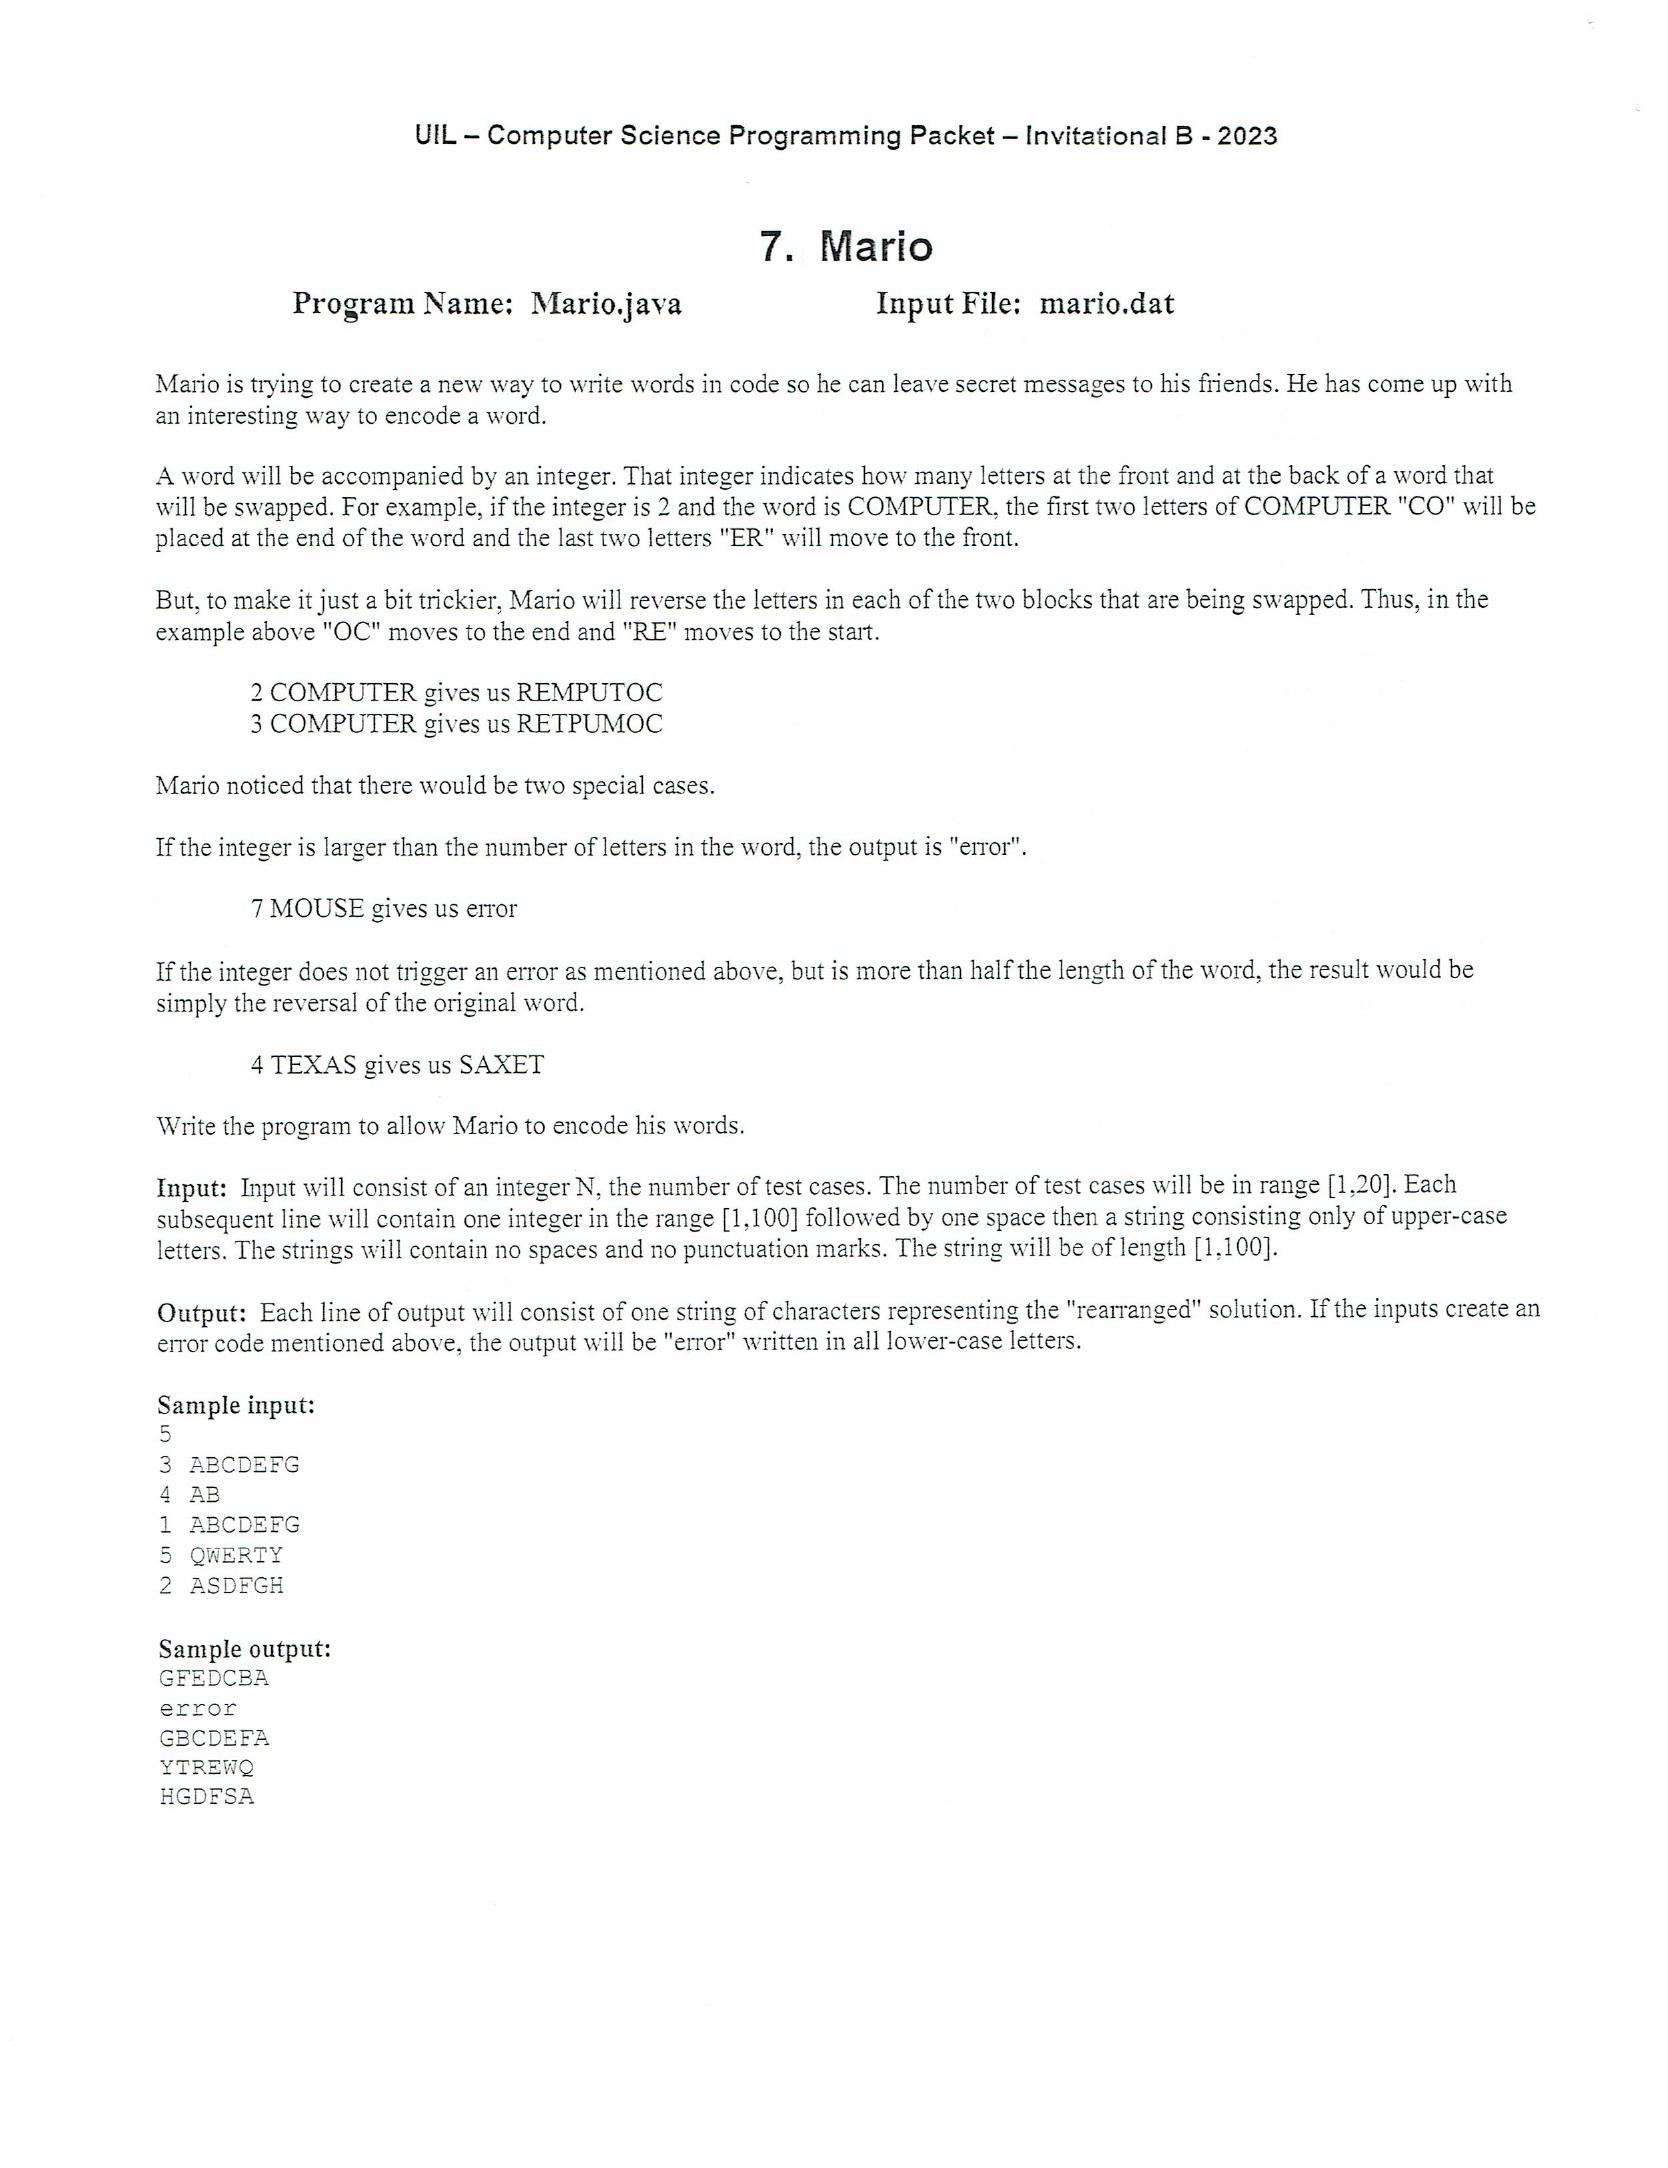 UIL – Computer Science Programming Packet – Invitational B - 2023
7. Mario
Program Name: Mario.java Input File: mario.dat
Mario is trying to create a new way to write words in code so he can leave secret messages to his friends. He has come up with
an interesting way to encode a word.
A word will be accompanied by an integer. That integer indicates how many letters at the front and at the back of a word that
will be swapped. For example, if the integer is 2 and the word is COMPUTER, the first two letters of COMPUTER "CO" will be
placed at the end of the word and the last two letters "ER" will move to the front.
But, to make it just a bit trickier, Mario will reverse the letters in each of the two blocks that are being swapped. Thus, in the
example above "OC" moves to the end and "RE" moves to the start.
2 COMPUTER gives us REMPUTOC
3 COMPUTER gives us RETPUMOC
Mario noticed that there would be two special cases.
If the integer is larger than the number of letters in the word, the output is "error".
7 MOUSE gives us error
If the integer does not trigger an error as mentioned above, but is more than half the length of the word, the result would be
simply the reversal of the original word.
4 TEXAS gives us SAXET
Write the program to allow Mario to encode his words.
Input: Input will consist of an integer N, the number of test cases. The number of test cases will be in range [1,20]. Each
subsequent line will contain one integer in the range [1,100] followed by one space then a string consisting only of upper-case
letters. The strings will contain no spaces and no punctuation marks. The string will be of length [1,100].
Output: Each line of output will consist of one string of characters representing the "rearranged" solution. If the inputs create an
error code mentioned above, the output will be "error" written in all lower-case letters.
Sample input:
5
3 ABCDEFG
4 AB
1 ABCDEFG
5 QWERTY
2 ASDFGH
Sample output:
GFEDCBA
error
GBCDEFA
YTREWQ
HGDFSA